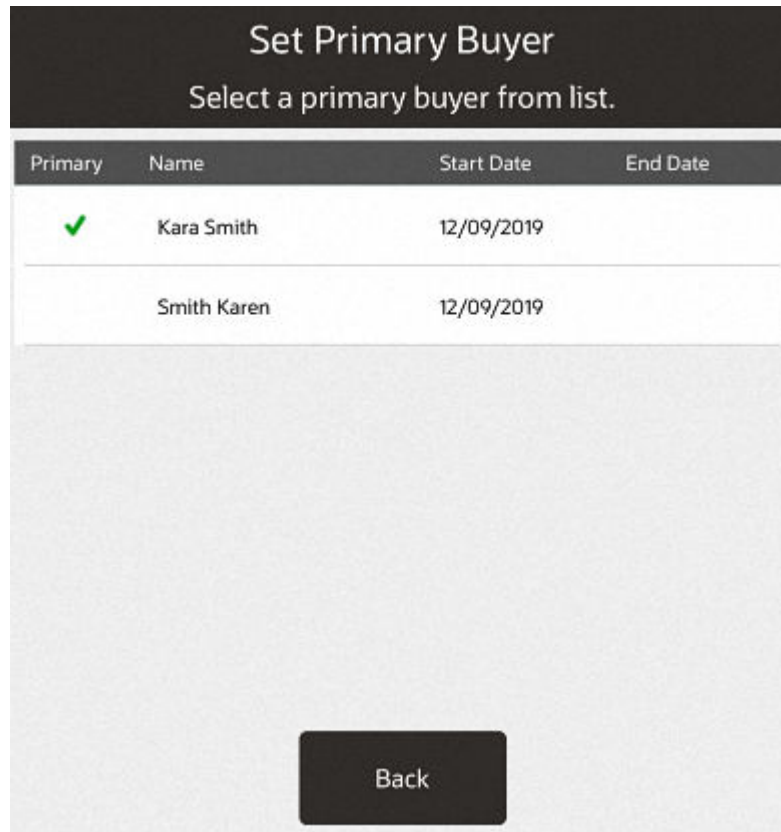 Set Primary Buyer
Select a primary buyer from list.
Primary Name Start Date End Date
Kara Smith 12/09/2019
Smith Karen 12/09/2019
Back